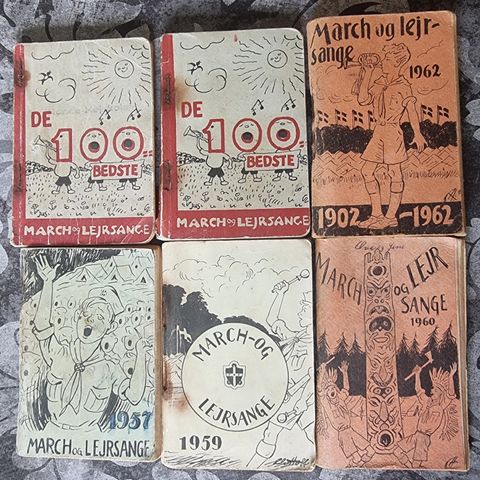 DE
100
BEDSTE
MARCH og LEJRSANGE
DE
100
BEDSTE
MARCH og LEJRSANGE
March og lejr-
sange
1962
1902 - 1962
1957
MARCH og LEJRSANGE
MARCH-OG
LEJRSANGE
1959
MARCH
OG
LEJR
SANGE
1960